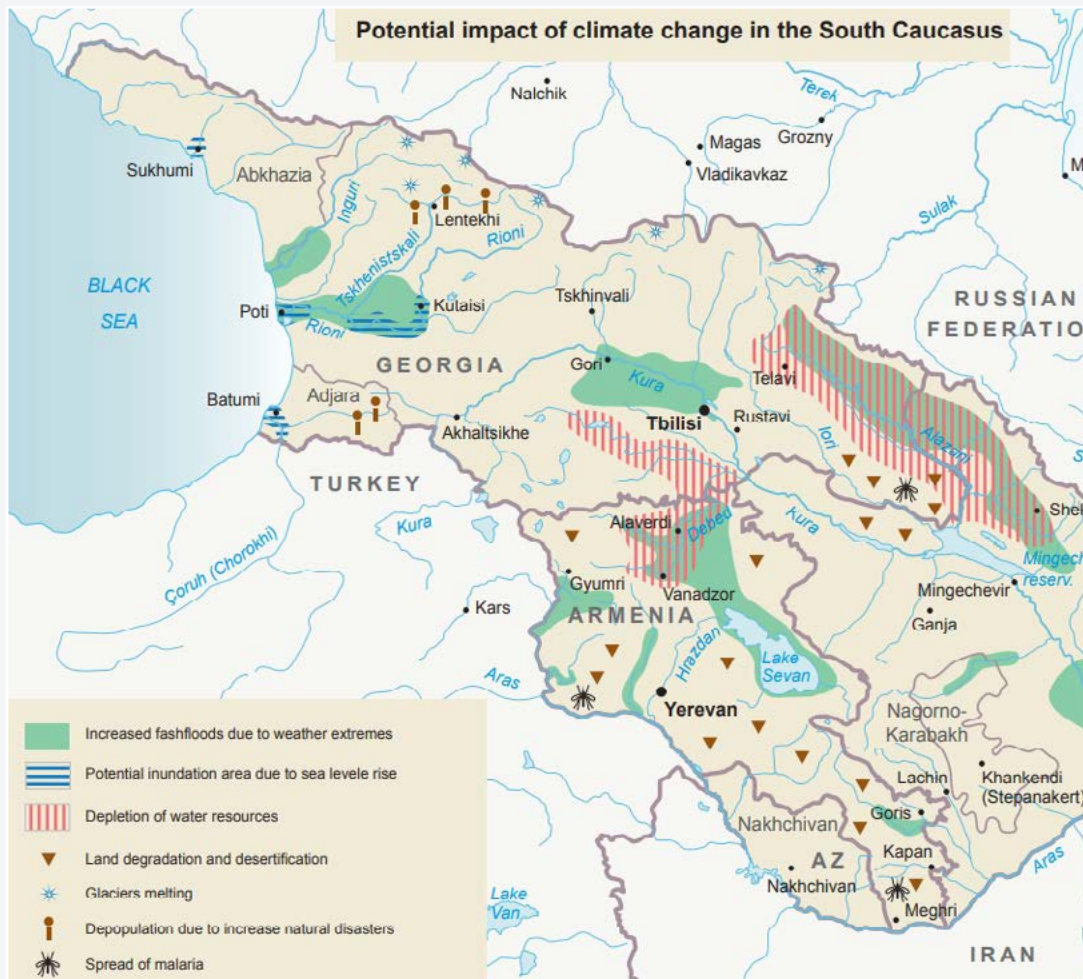 Potential impact of climate change in the South Caucasus
Nalchik
Terek
Grozny
Magas
Vladikavkaz
Sukhumi
Abkhazia
Inguri
Lentekhi
Sulak
Tskhenistskali
Rioni
BLACK
SEA
Poti
Rioni
Kutaisi
Tskhinvali
RUSSIAN
FEDERATIO
GEORGIA
Gori
Kura
Telavi
Batumi
Adjara
Akhaltsikhe
Tbilisi
Rustavi
Iori
Alazani
TURKEY
Kura
Alaverdi
Debed
Kura
Shek
Mingech
reserv.
Çoruh (Chorokhi)
Gyumri
Vanadzor
Mingechevir
Kars
ARMENIA
Ganja
Aras
Hrazdan
Lake
Sevan
Yerevan
Nagorno-
Karabakh
Lachin
Khankendi
(Stepanakert)
Goris
Nakhchivan
AZ
Kapan
Aras
Nakhchivan
Meghri
Lake
Van
IRAN
Increased fashfloods due to weather extremes
Potential inundation area due to sea levele rise
Depletion of water resources
Land degradation and desertification
Glaciers melting
Depopulation due to increase natural disasters
Spread of malaria